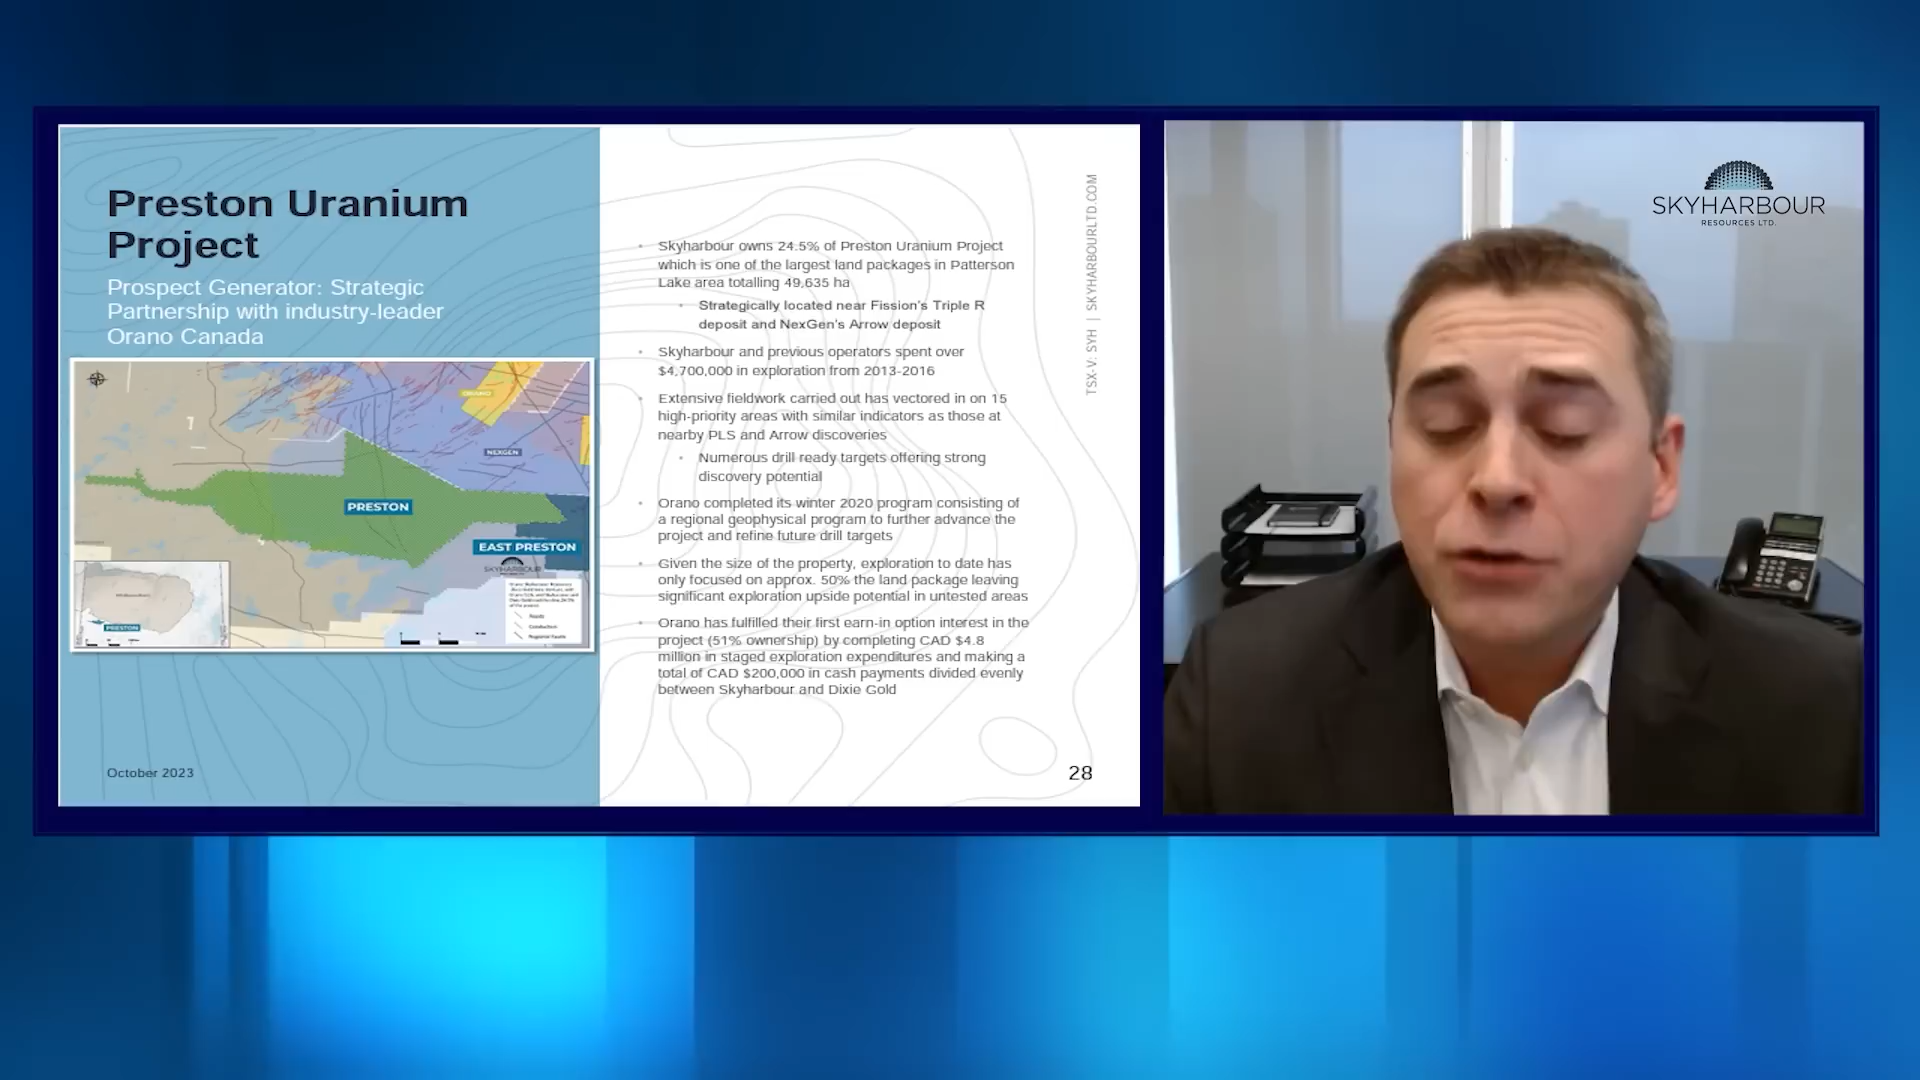 Preston Uranium
Project
Prospect Generator: Strategic
Partnership with industry-leader
Orano Canada
ORANO
NEXGEN
PRESTON
EAST PRESTON
SKYHARBOUR
Roads
Conductors
Regional Faults
PRESTON
October 2023
• Skyharbour owns 24.5% of Preston Uranium Project
which is one of the largest land packages in Patterson
Lake area totalling 49,635 ha
• Strategically located near Fission's Triple R
deposit and NexGen's Arrow deposit
• Skyharbour and previous operators spent over
$4,700,000 in exploration from 2013-2016
• Extensive fieldwork carried out has vectored in on 15
high-priority areas with similar indicators as those at
nearby PLS and Arrow discoveries
• Numerous drill ready targets offering strong
discovery potential
• Orano completed its winter 2020 program consisting of
a regional geophysical program to further advance the
project and refine future drill targets
• Given the size of the property, exploration to date has
only focused on approx. 50% the land package leaving
significant exploration upside potential in untested areas
• Orano has fulfilled their first earn-in option interest in the
project (51% ownership) by completing CAD $4.8
million in staged exploration expenditures and making a
total of CAD $200,000 in cash payments divided evenly
between Skyharbour and Dixie Gold
TSX-V: SYH | SKYHARBOURLTD.COM
28
SKYHARBOUR
RESOURCES LTD.